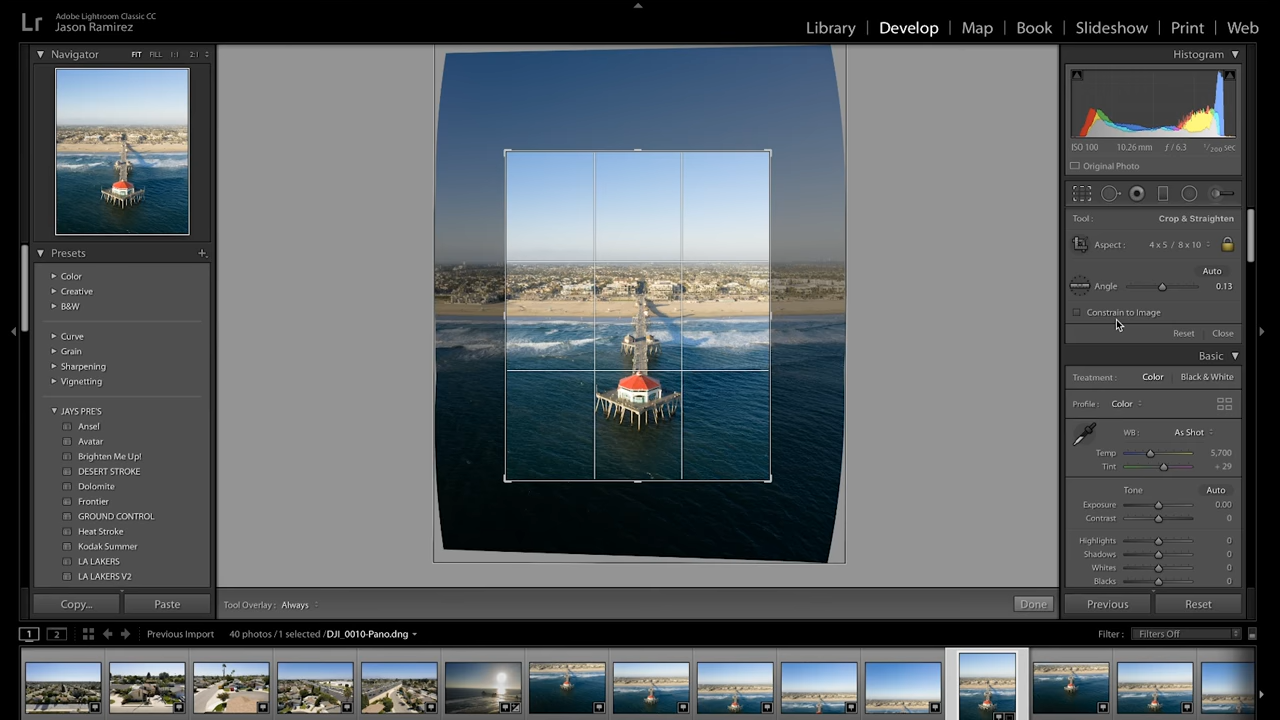 Lr
Adobe Lightroom Classic CC
Jason Ramirez
Library | Develop | Map | Book | Slideshow | Print | Web
Navigator FIT FILL 1:1 2:1
Presets +
Color
Creative
B&W
Curve
Grain
Sharpening
Vignetting
JAYS PRE'S
Ansel
Avatar
Brighten Me Up!
DESERT STROKE
Dolomite
Frontier
GROUND CONTROL
Heat Stroke
Kodak Summer
LA LAKERS
LA LAKERS V2
Copy... Paste
Tool Overlay: Always
Done
Histogram
ISO 100 10.26 mm ƒ / 6.3 1/200 sec
Original Photo
Tool : Crop & Straighten
Aspect : 4 x 5 / 8 x 10
Auto
Angle 0.13
Constrain to Image
Reset Close
Basic
Treatment : Color Black & White
Profile : Color
WB : As Shot
Temp 5,700
Tint + 29
Tone Auto
Exposure 0.00
Contrast 0
Highlights 0
Shadows 0
Whites 0
Blacks 0
Previous Reset
1 2 Previous Import 40 photos / 1 selected / DJI_0010-Pano.dng Filter : Filters Off